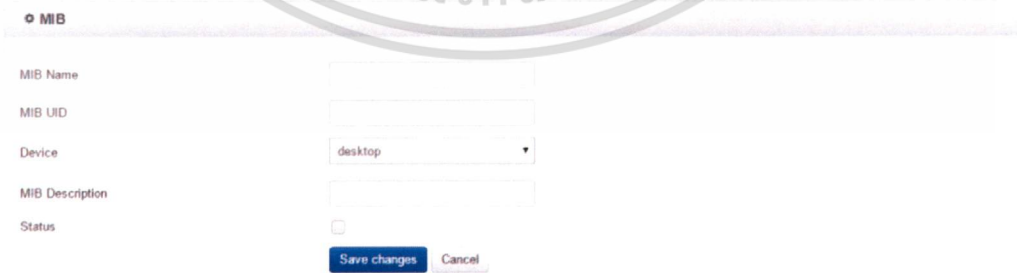 MIB
MIB Name
MIB UID
Device desktop
MIB Description
Status
Save changes Cancel